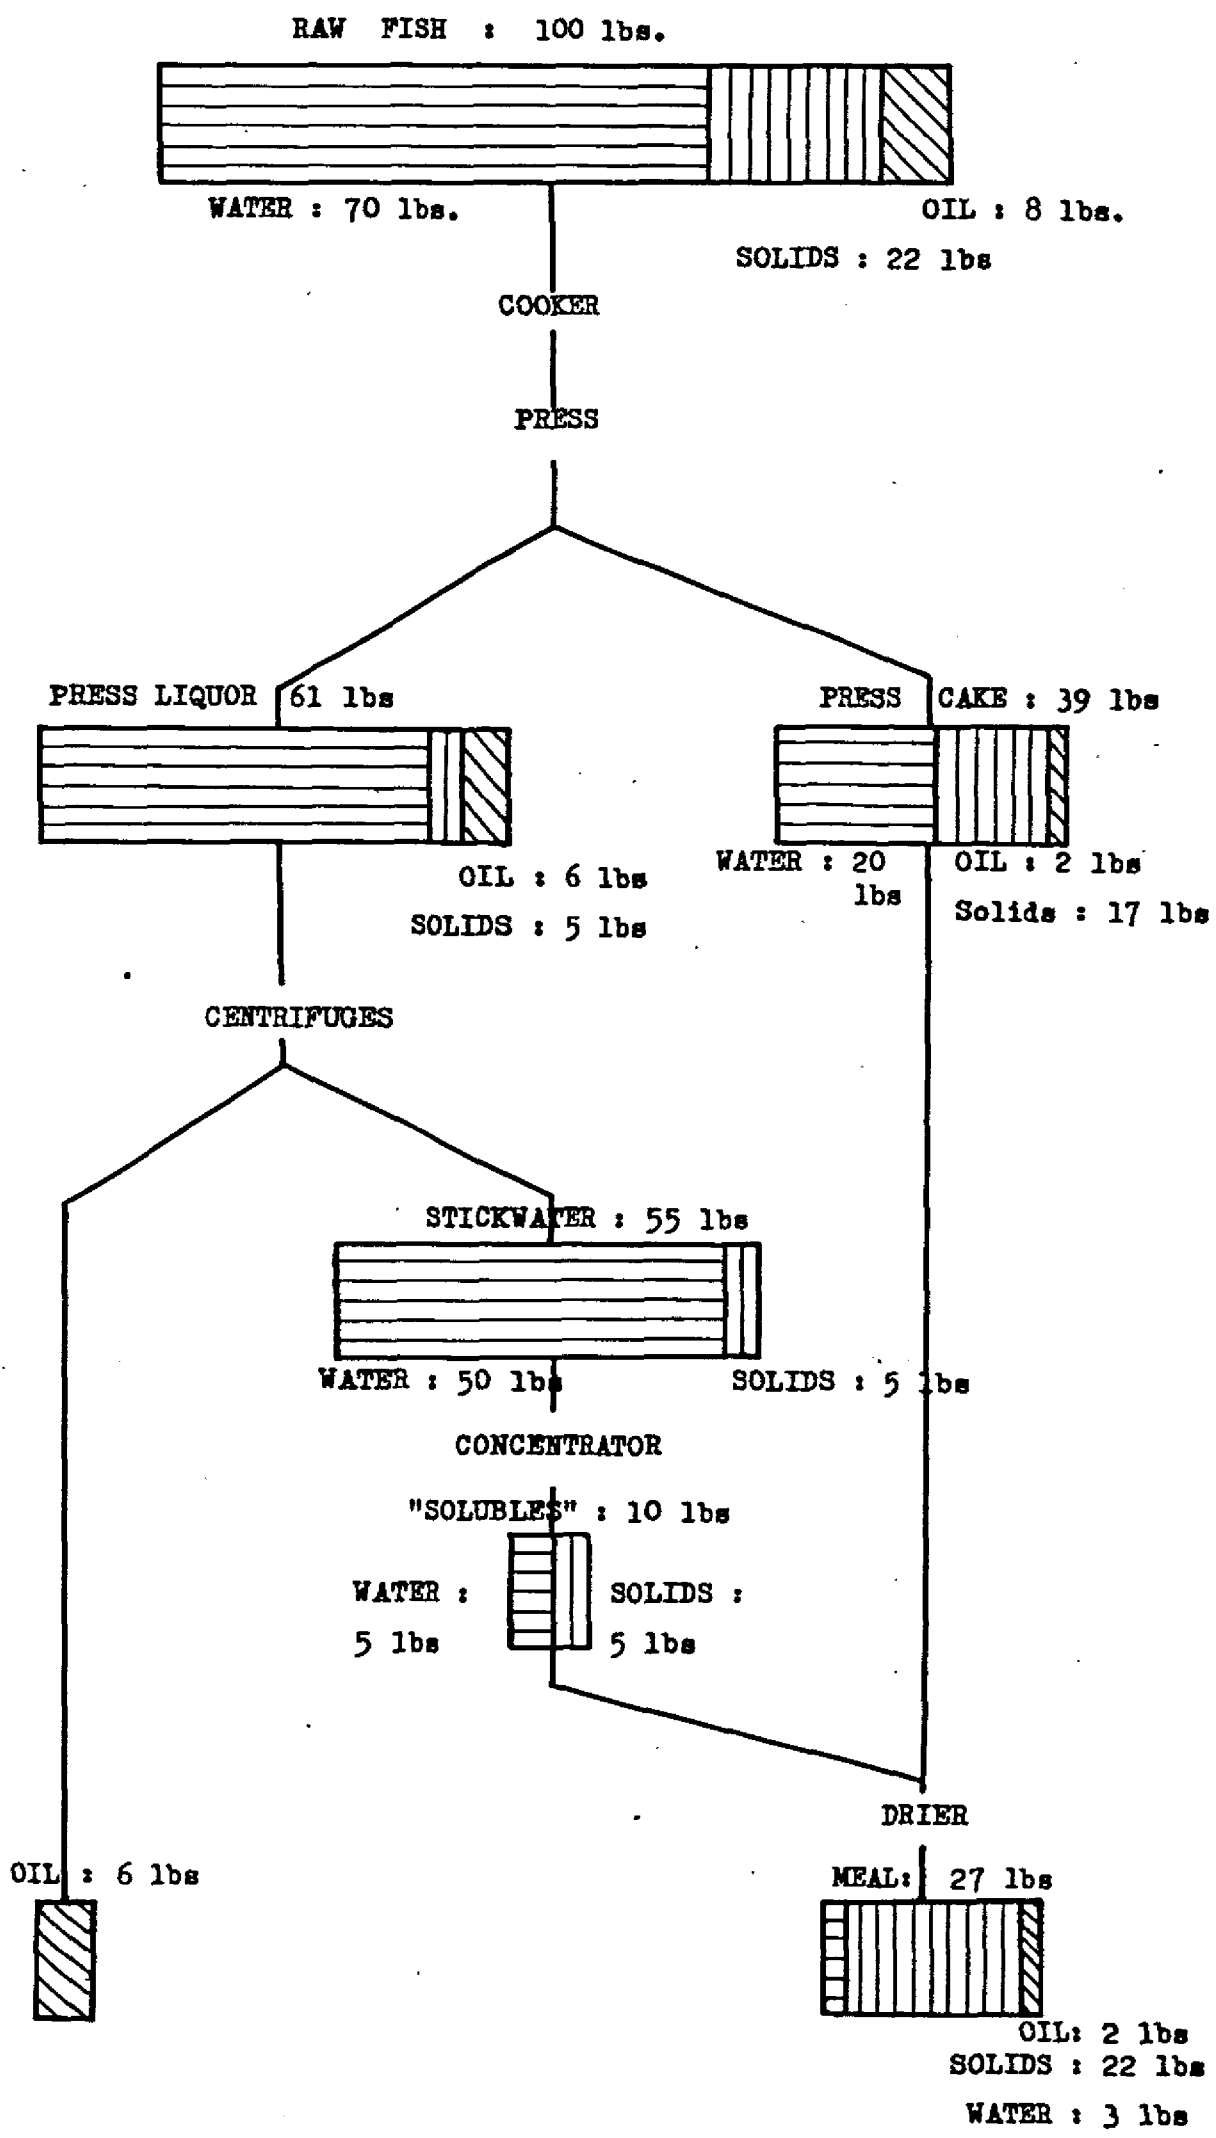 RAW FISH : 100 lbs.
WATER : 70 lbs.
OIL : 8 lbs.
SOLIDS : 22 lbs
COOKER
PRESS
PRESS LIQUOR 61 lbs
PRESS CAKE : 39 lbs
OIL : 6 lbs
SOLIDS : 5 lbs
WATER : 20
lbs
OIL : 2 lbs
Solids : 17 lbs
CENTRIFUGES
STICKWATER : 55 lbs
WATER : 50 lbs
SOLIDS : 5 lbs
CONCENTRATOR
"SOLUBLES" : 10 lbs
WATER :
5 lbs
SOLIDS :
5 lbs
DRIER
OIL : 6 lbs
MEAL: 27 lbs
OIL: 2 lbs
SOLIDS : 22 lbs
WATER : 3 lbs